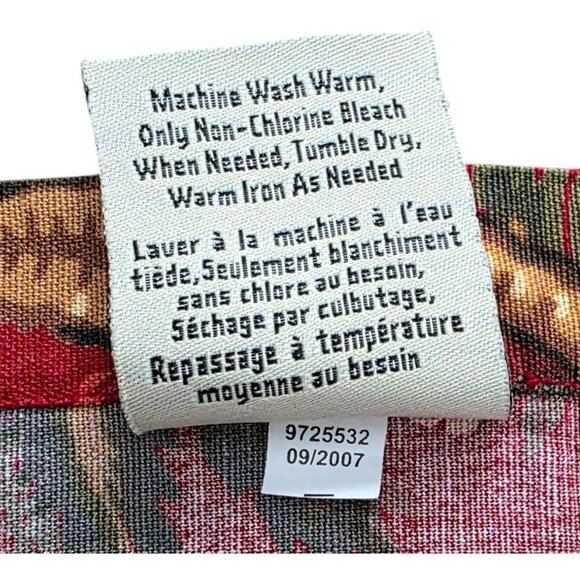 Machine Wash Warm,
Only Non-Chlorine Bleach
When Needed, Tumble Dry,
Warm Iron As Needed
Laver à la machine à l'eau
tiède, Seulement blanchiment
sans chlore au besoin,
Séchage par culbutage,
Repassage à température
moyenne au besoin
9725532
09/2007